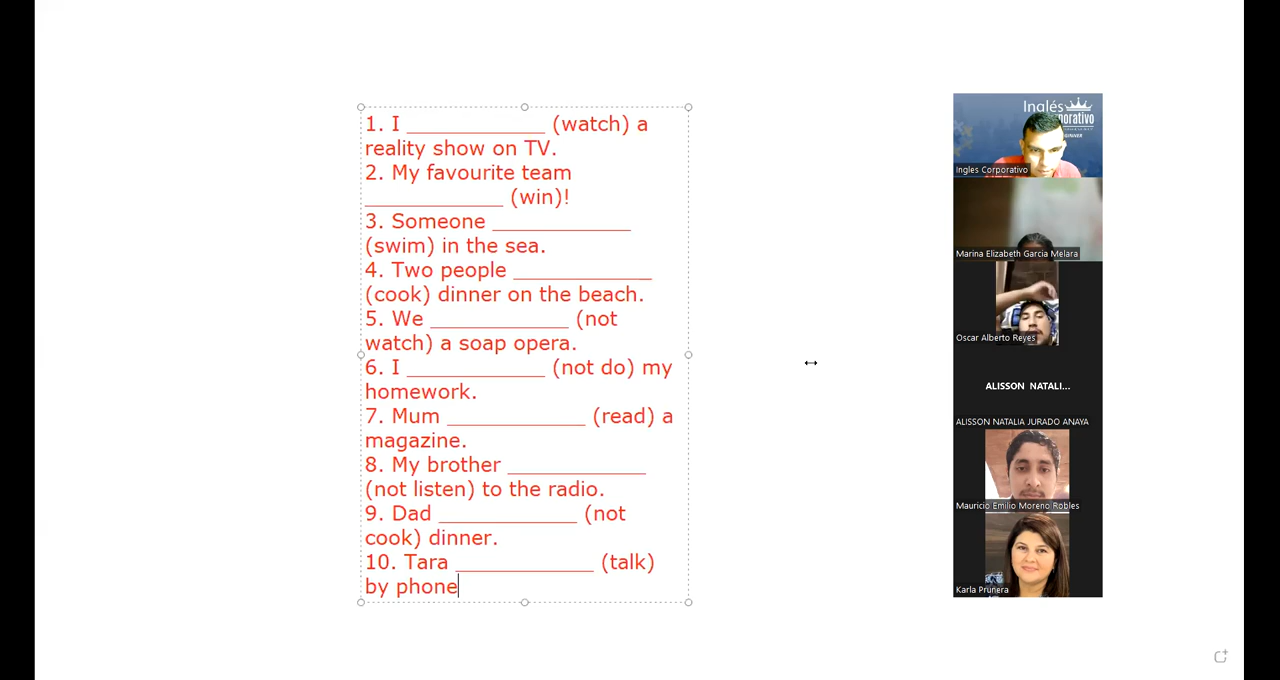 1. I ____________ (watch) a
reality show on TV.
2. My favourite team
____________ (win)!
3. Someone ____________
(swim) in the sea.
4. Two people ____________
(cook) dinner on the beach.
5. We ____________ (not
watch) a soap opera.
6. I ____________ (not do) my
homework.
7. Mum ____________ (read) a
magazine.
8. My brother ____________
(not listen) to the radio.
9. Dad ____________ (not
cook) dinner.
10. Tara ____________ (talk)
by phone
Inglés
Ingles Corporativo
Marina Elizabeth Garcia Melara
Oscar Alberto Reyes
ALISSON NATALI...
ALISSON NATALIA JURADO ANAYA
Mauricio Emilio Moreno Robles
Karla Prunera